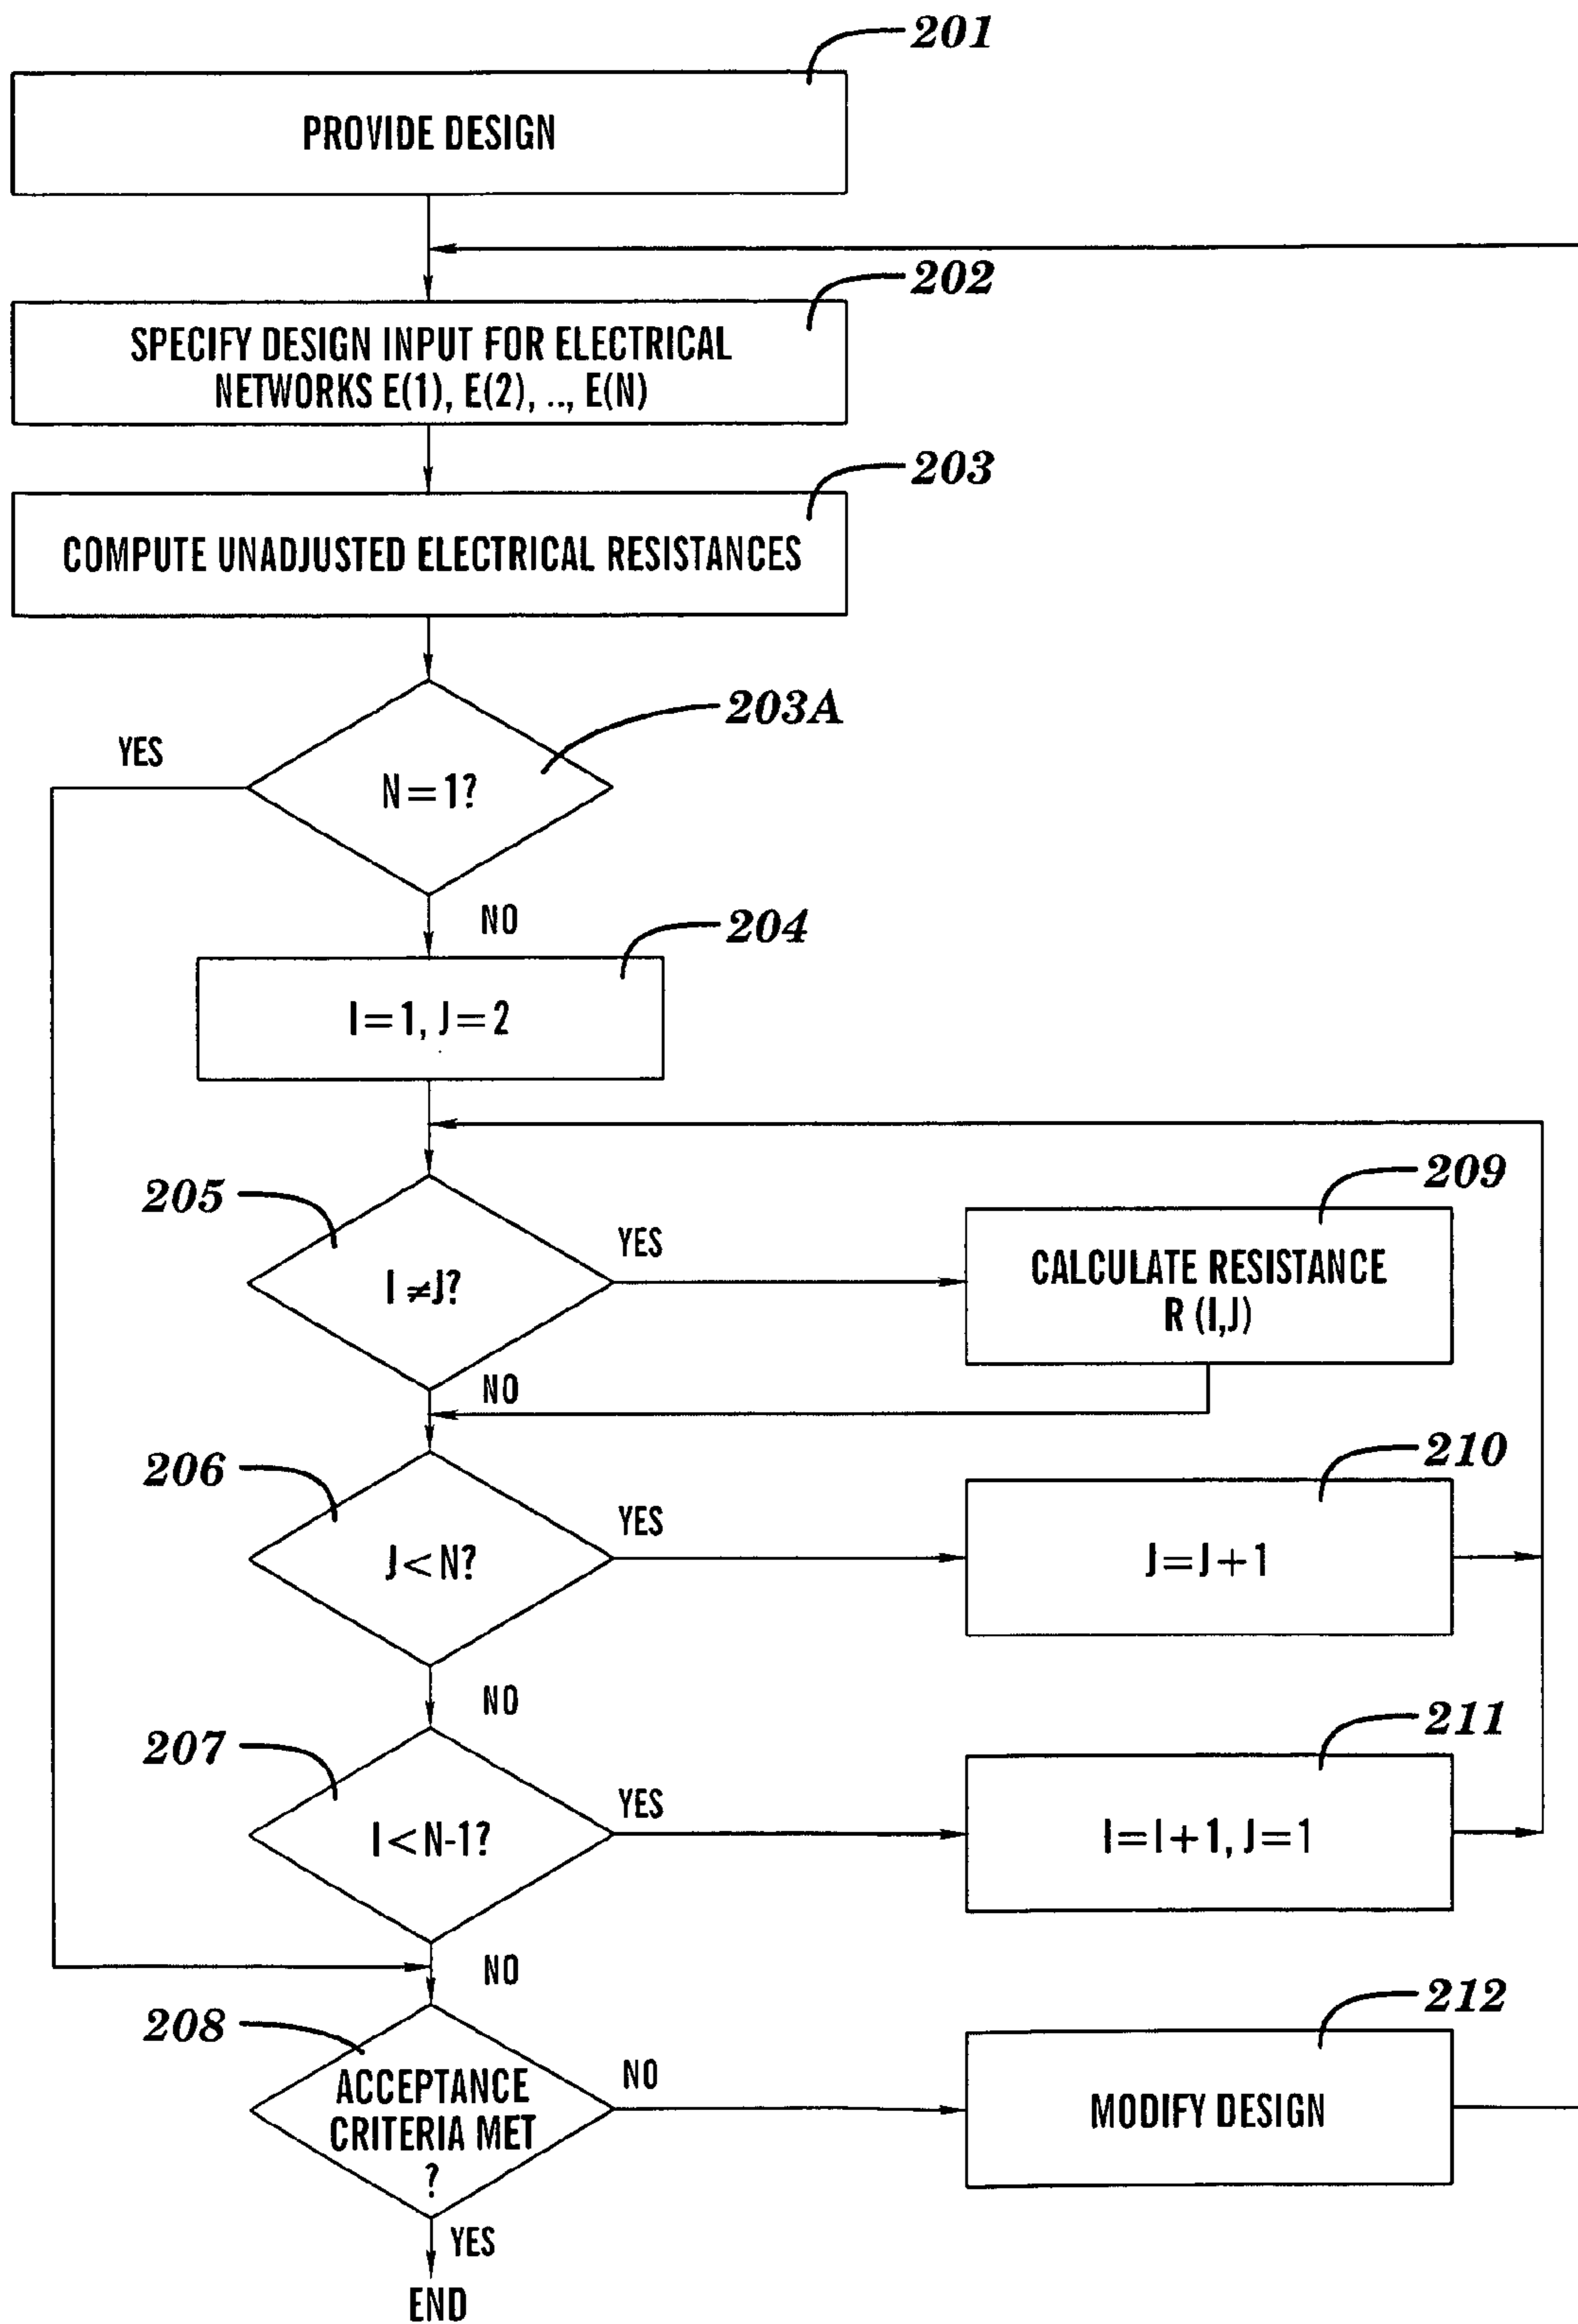 201
PROVIDE DESIGN
202
SPECIFY DESIGN INPUT FOR ELECTRICAL
NETWORKS E(1), E(2), .., E(N)
203
COMPUTE UNADJUSTED ELECTRICAL RESISTANCES
203A
YES
N=1?
NO
204
I=1, J=2
205
I≠J?
YES
209
CALCULATE RESISTANCE
R (I,J)
NO
206
J<N?
YES
210
J=J+1
NO
207
I<N-1?
YES
211
I=I+1, J=1
NO
208
ACCEPTANCE
CRITERIA MET
?
NO
212
MODIFY DESIGN
YES
END